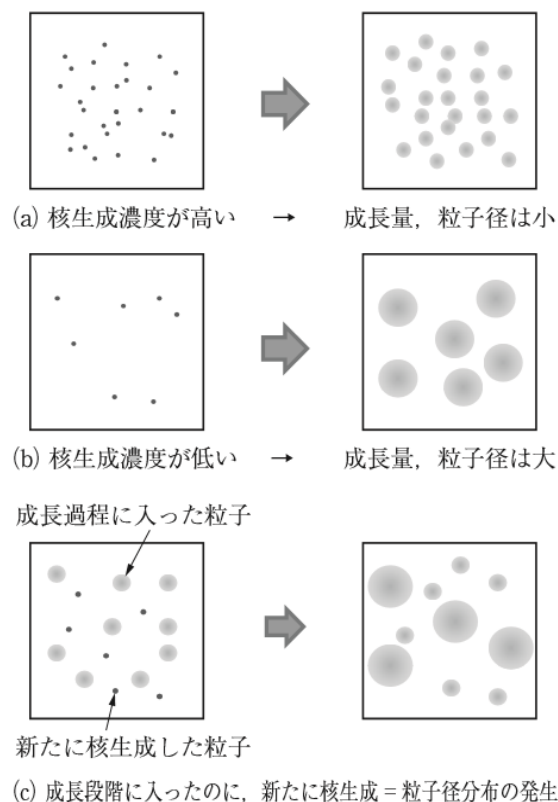 (a) 核生成濃度が高い → 成長量，粒子径は小
(b) 核生成濃度が低い → 成長量，粒子径は大
成長過程に入った粒子
新たに核生成した粒子
(c) 成長段階に入ったのに，新たに核生成＝粒子径分布の発生